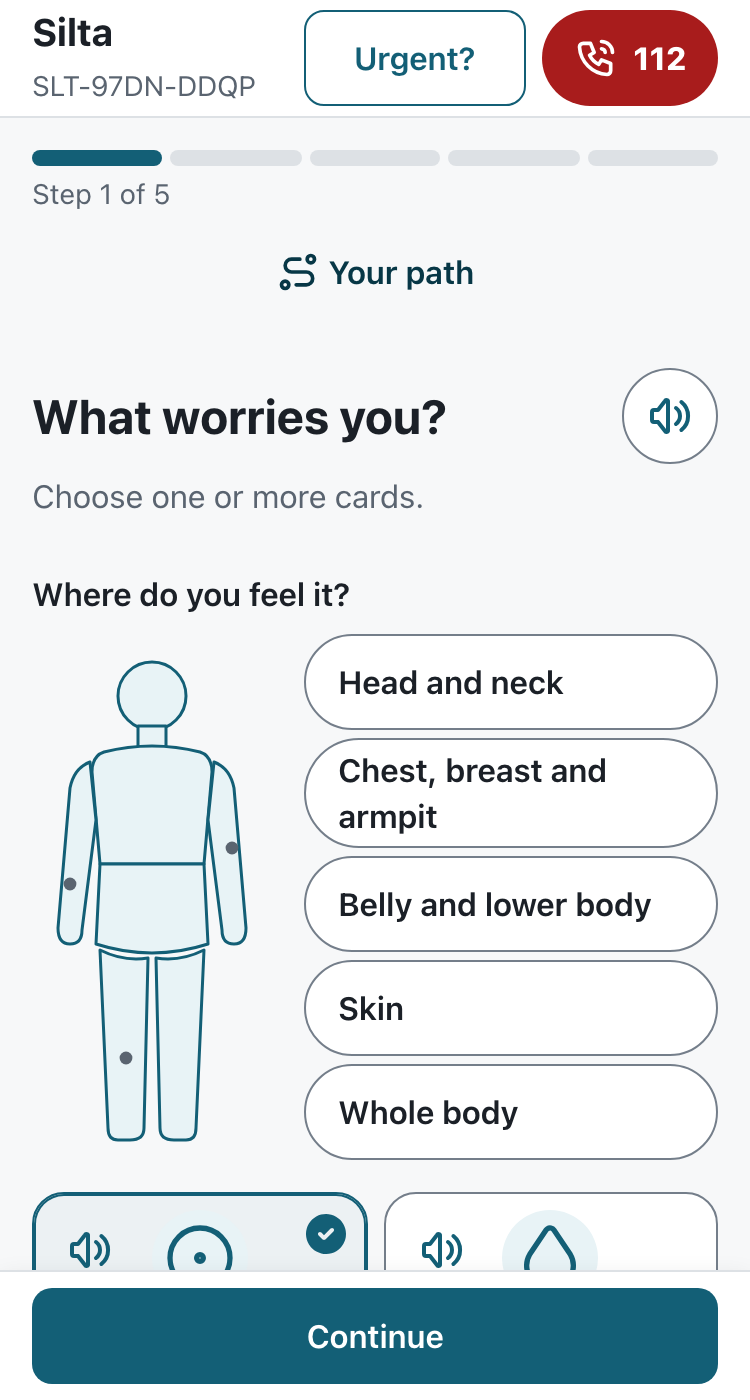 Silta
SLT-97DN-DDQP
Urgent?
112
Step 1 of 5
Your path
What worries you?
Choose one or more cards.
Where do you feel it?
Head and neck
Chest, breast and
armpit
Belly and lower body
Skin
Whole body
Continue